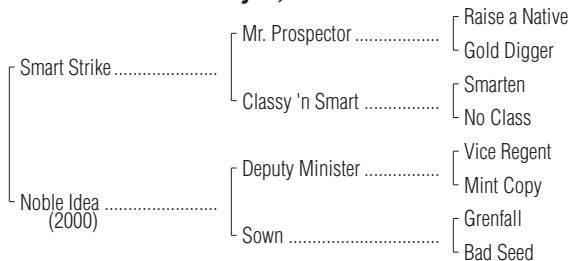 Raise a Native
Mr. Prospector ..................
Gold Digger
Smart Strike ......................
Smarten
Classy 'n Smart ................
No Class
Vice Regent
Deputy Minister ................
Mint Copy
Noble Idea ........................
(2000)
Grenfall
Sown ................................
Bad Seed